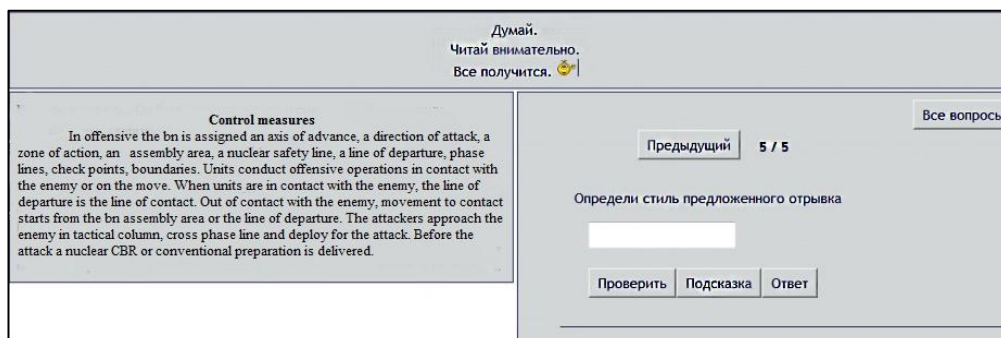 Думай.
Читай внимательно.
Все получится.
Control measures
In offensive the bn is assigned an axis of advance, a direction of attack, a
zone of action, an assembly area, a nuclear safety line, a line of departure, phase
lines, check points, boundaries. Units conduct offensive operations in contact with
the enemy or on the move. When units are in contact with the enemy, the line of
departure is the line of contact. Out of contact with the enemy, movement to contact
starts from the bn assembly area or the line of departure. The attackers approach the
enemy in tactical column, cross phase line and deploy for the attack. Before the
attack a nuclear CBR or conventional preparation is delivered.
Все вопросы
Предыдущий 5 / 5
Определи стиль предложенного отрывка
Проверить Подсказка Ответ